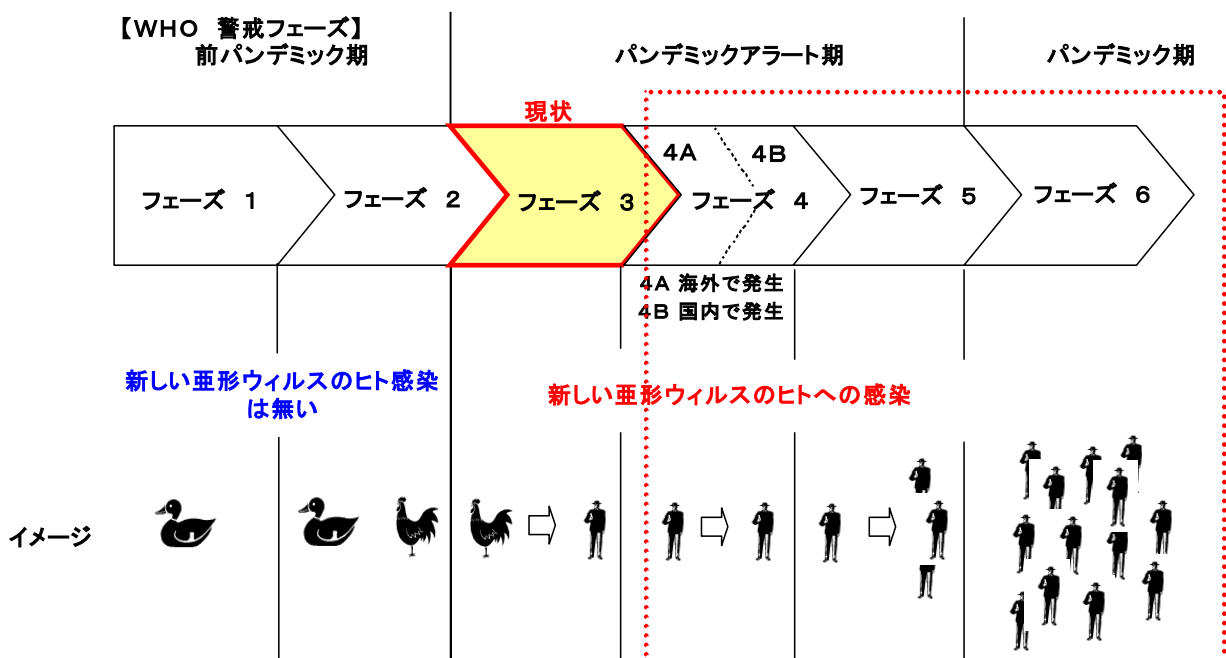 【WHO 警戒フェーズ】
前パンデミック期
パンデミックアラート期
パンデミック期
現状
4A
4B
フェーズ 1
フェーズ 2
フェーズ 3
フェーズ 4
フェーズ 5
フェーズ 6
4A 海外で発生
4B 国内で発生
新しい亜形ウィルスのヒト感染
は無い
新しい亜形ウィルスのヒトへの感染
イメージ